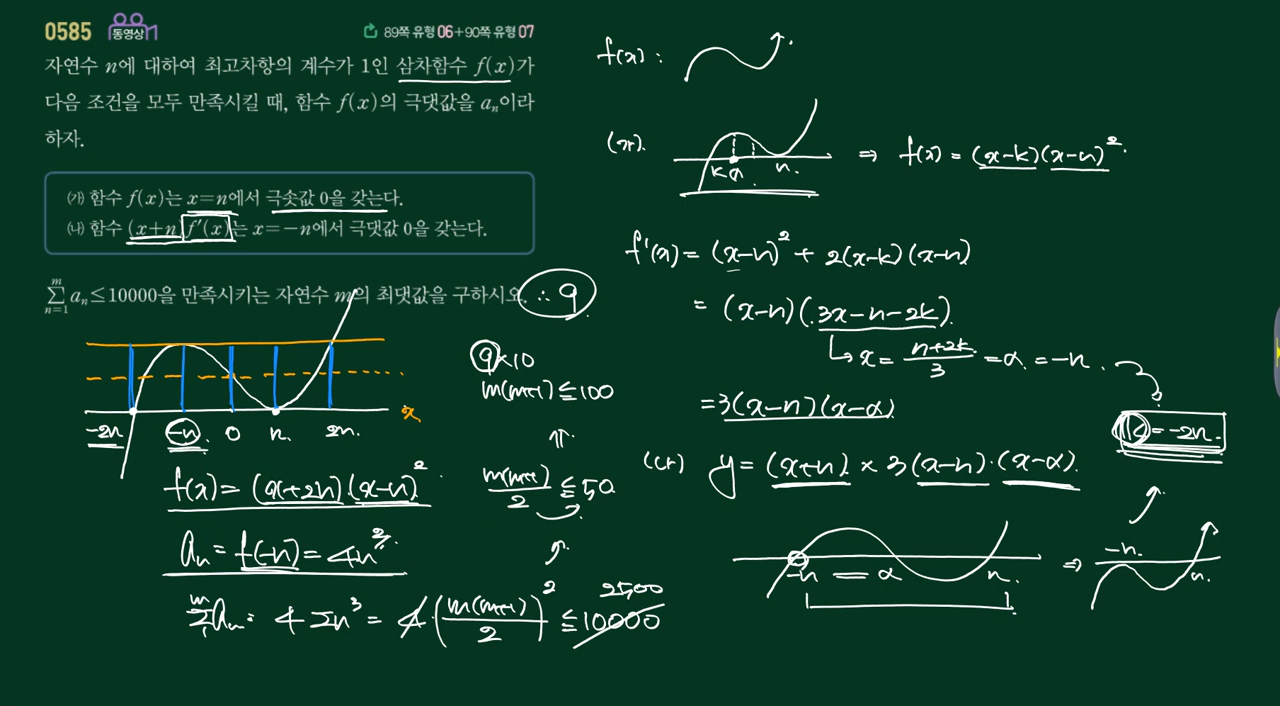 0585 동영상 89쪽 유형 06+90쪽 유형 07
자연수 n에 대하여 최고차항의 계수가 1인 삼차함수 f(x)가
다음 조건을 모두 만족시킬 때, 함수 f(x)의 극댓값을 aₙ이라
하자.
㈎ 함수 f(x)는 x=n에서 극솟값 0을 갖는다.
㈏ 함수 (x+n)f'(x)는 x=-n에서 극댓값 0을 갖는다.
m
∑ aₙ≤10000을 만족시키는 자연수 m의 최댓값을 구하시오. ∴ 9
n=1
x
-2n -n 0 n 2n
f(x) = (x+2n)(x-n)²
aₙ = f(-n) = 4n³
4 Σn³ = 4·(m(m+1)/2)² ≤ 10000
2500
9×10
m(m+1) ≤ 100
⇑
m(m+1)/2 ≤ 50
f(x) :
(가).
k α n.
⇒ f(x) = (x-k)(x-n)².
f'(x) = (x-n)² + 2(x-k)(x-n)
= (x-n)(3x-n-2k).
↳ x = (n+2k)/3 = α = -n.
= 3(x-n)(x-α)
k = -2n.
(나) y = (x+n) × 3(x-n)·(x-α).
-n = α n.
⇒ -n. n.